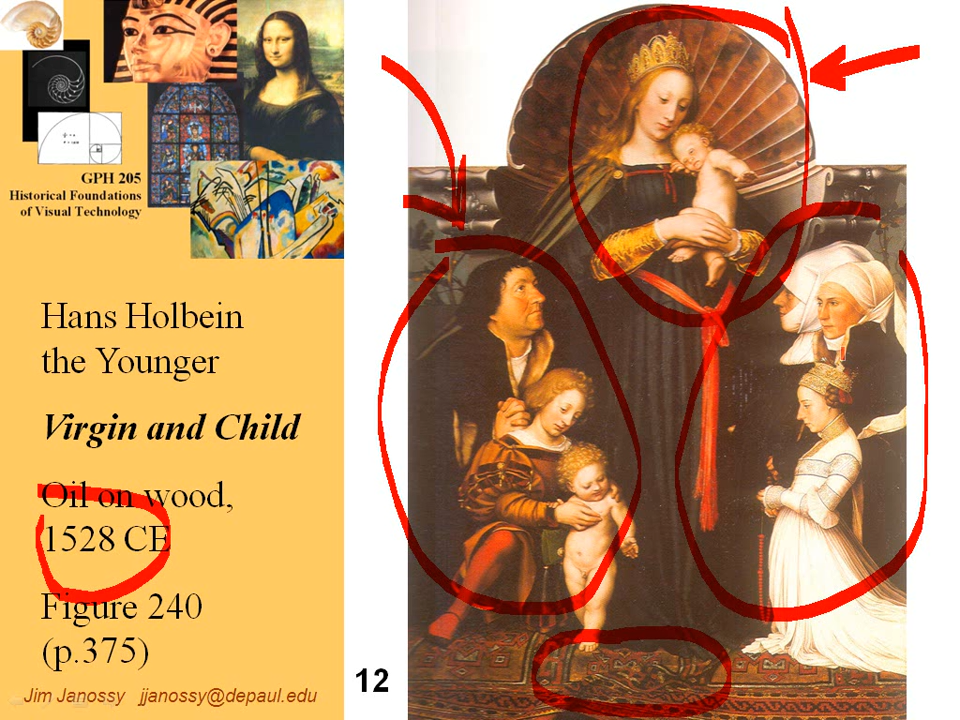 GPH 205
Historical Foundations
of Visual Technology
Hans Holbein
the Younger
Virgin and Child
Oil on wood,
1528 CE
Figure 240
(p.375)
Jim Janossy jjanossy@depaul.edu
12